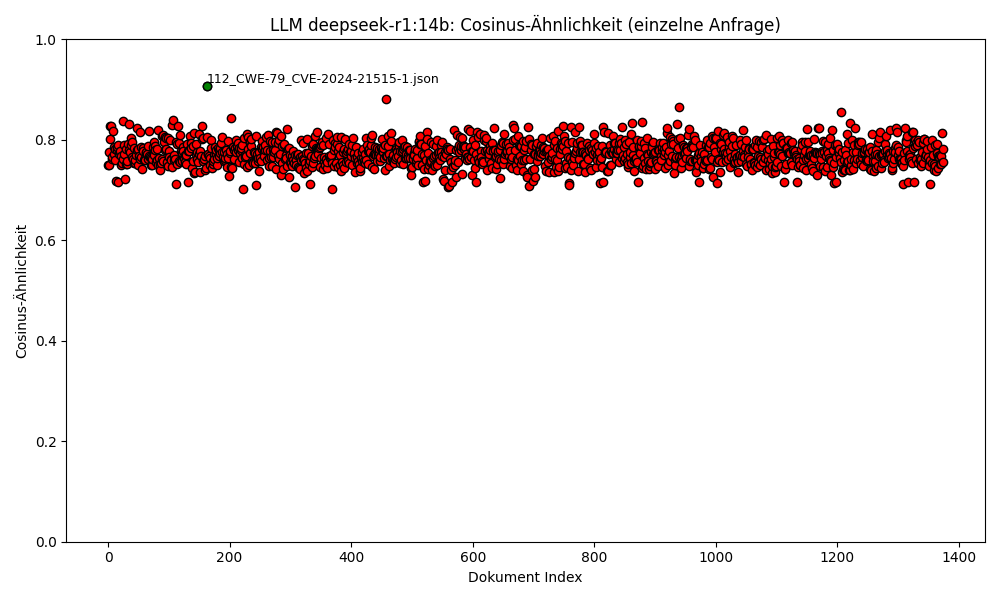 LLM deepseek-r1:14b: Cosinus-Ähnlichkeit (einzelne Anfrage)
1.0
112_CWE-79_CVE-2024-21515-1.json
0.8
0.6
Cosinus-Ähnlichkeit
0.4
0.2
0.0
0 200 400 600 800 1000 1200 1400
Dokument Index